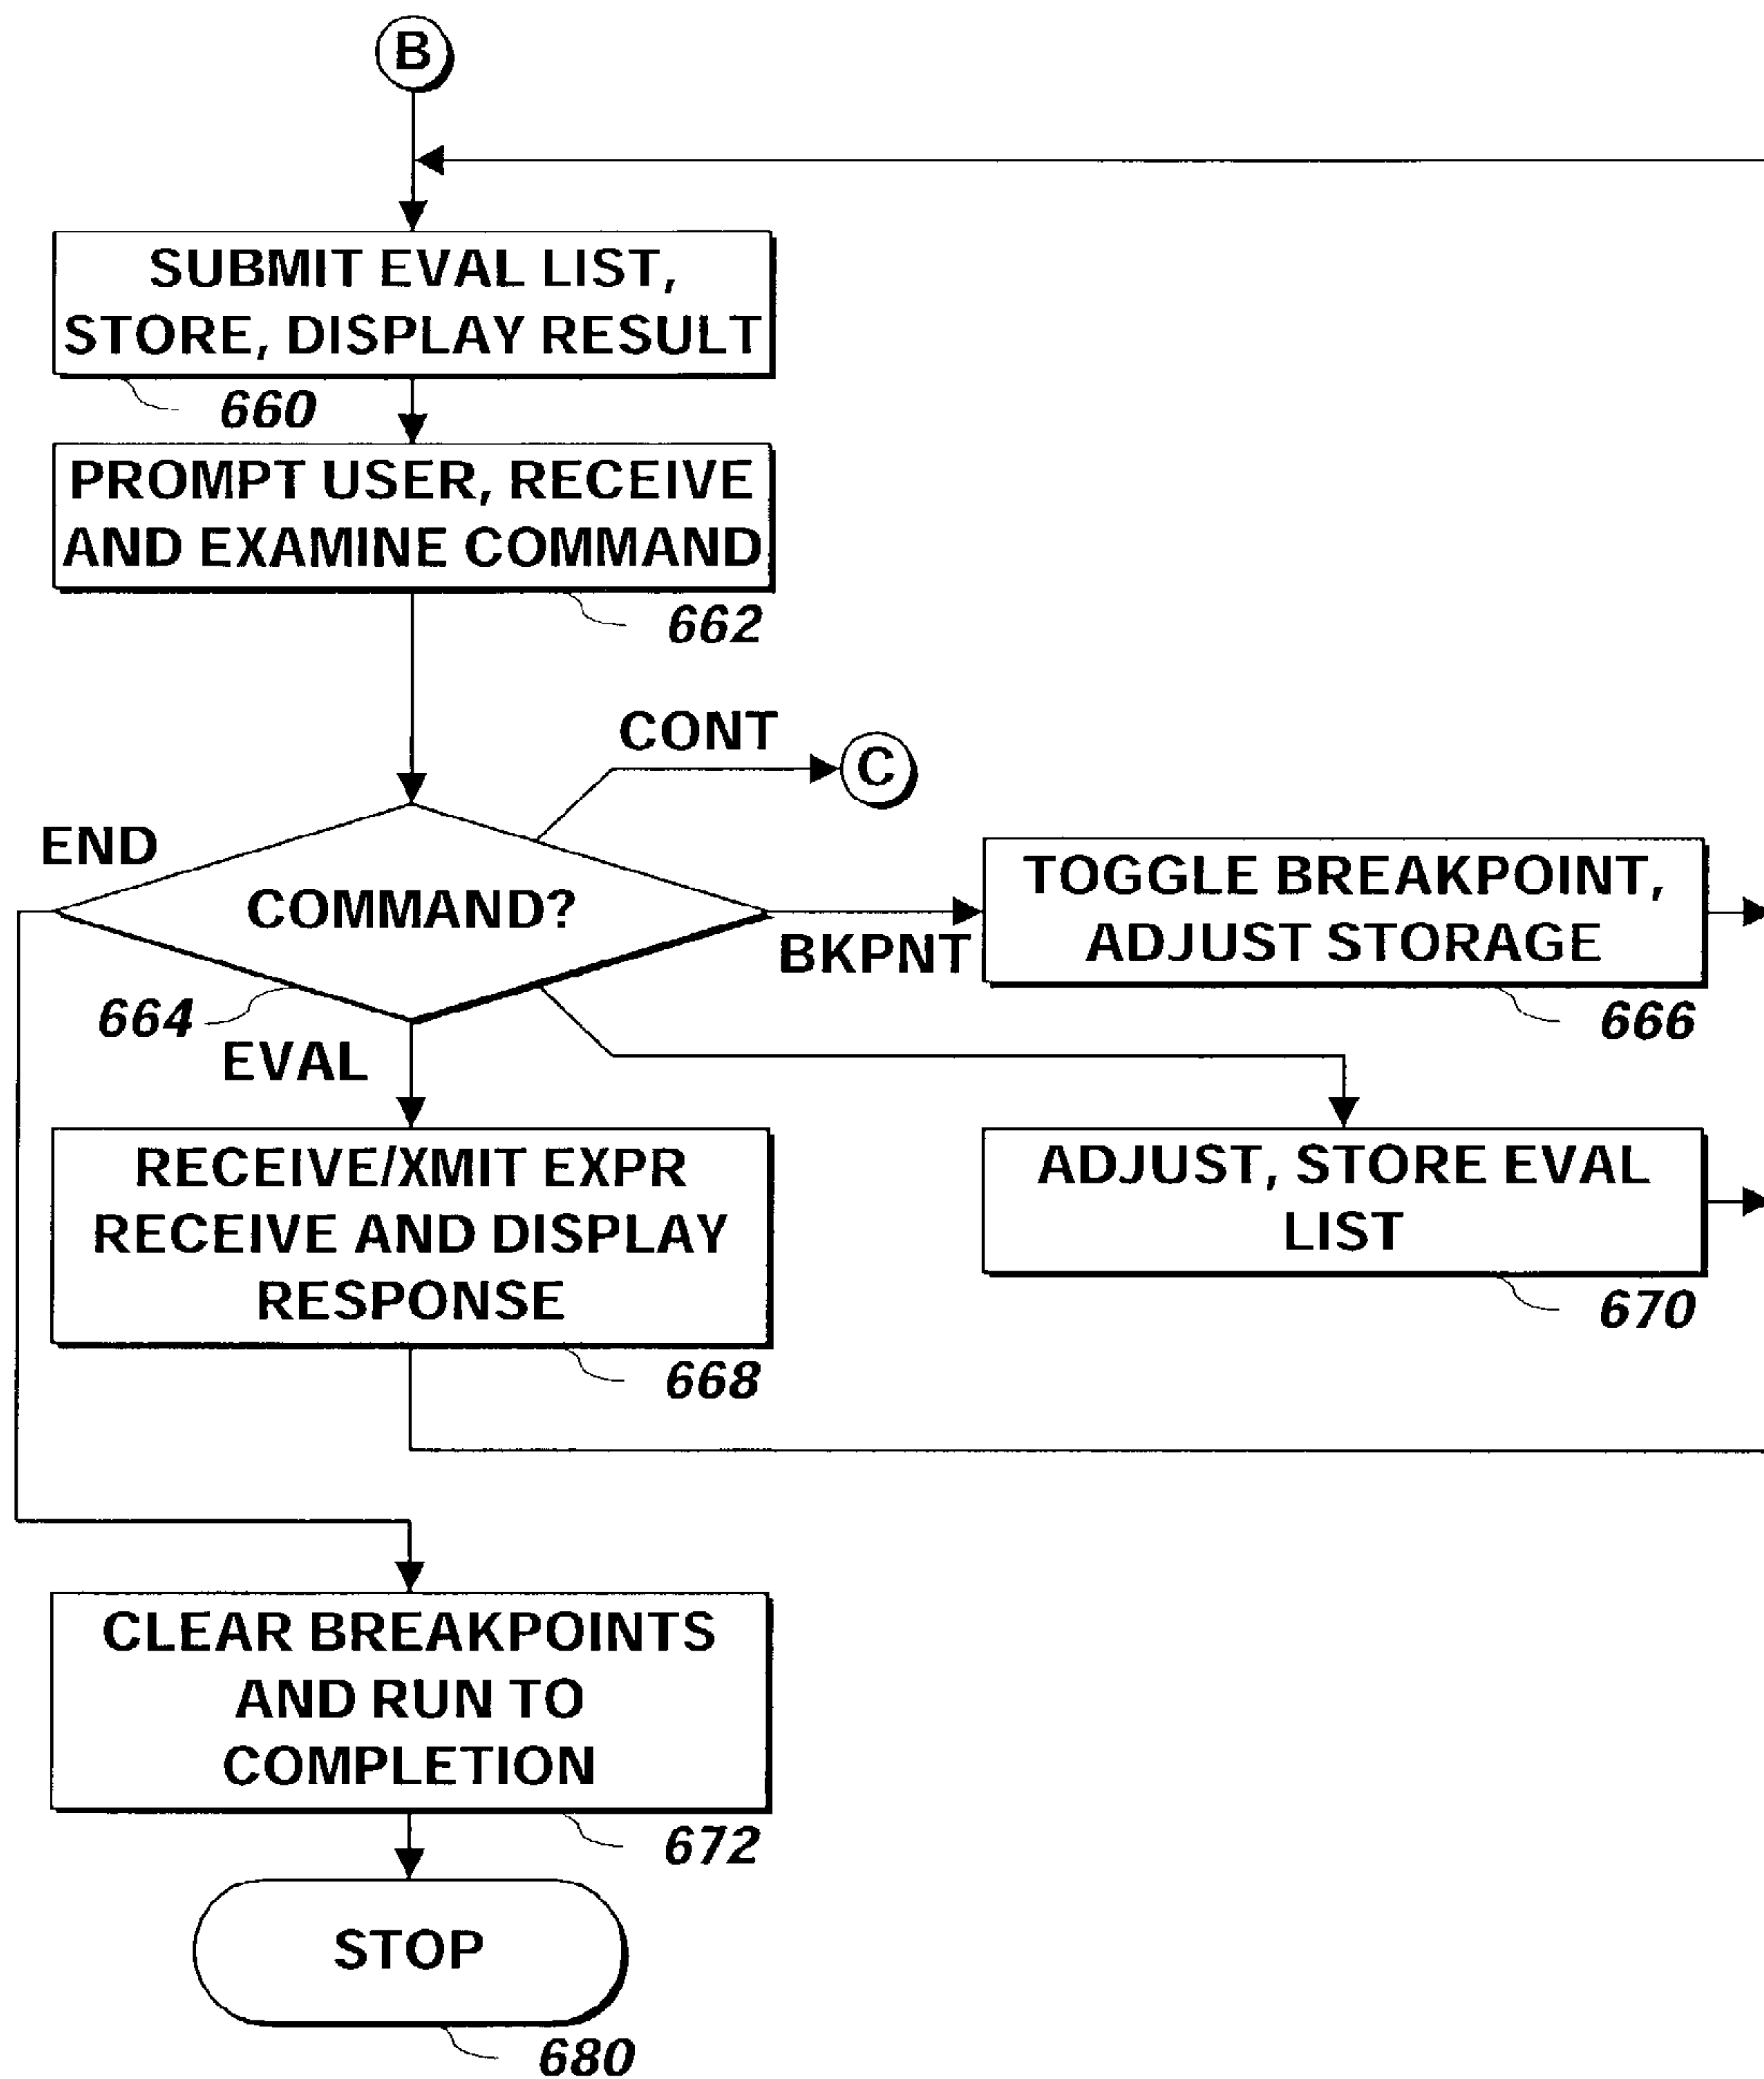 B
SUBMIT EVAL LIST,
STORE, DISPLAY RESULT
660
PROMPT USER, RECEIVE
AND EXAMINE COMMAND
662
CONT
C
END
COMMAND?
BKPNT
TOGGLE BREAKPOINT,
ADJUST STORAGE
664
666
EVAL
RECEIVE/XMIT EXPR
RECEIVE AND DISPLAY
RESPONSE
668
ADJUST, STORE EVAL
LIST
670
CLEAR BREAKPOINTS
AND RUN TO
COMPLETION
672
STOP
680